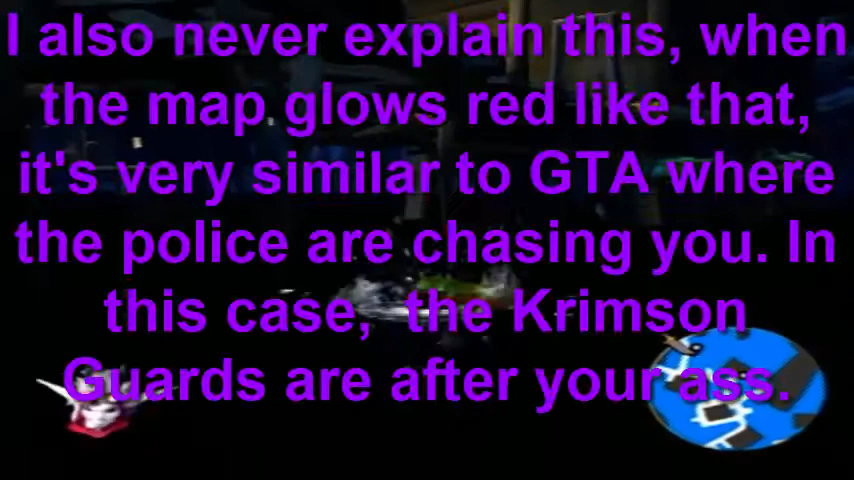 I also never explain this, when
the map glows red like that,
it's very similar to GTA where
the police are chasing you. In
this case,  the Krimson
Guards are after your ass.